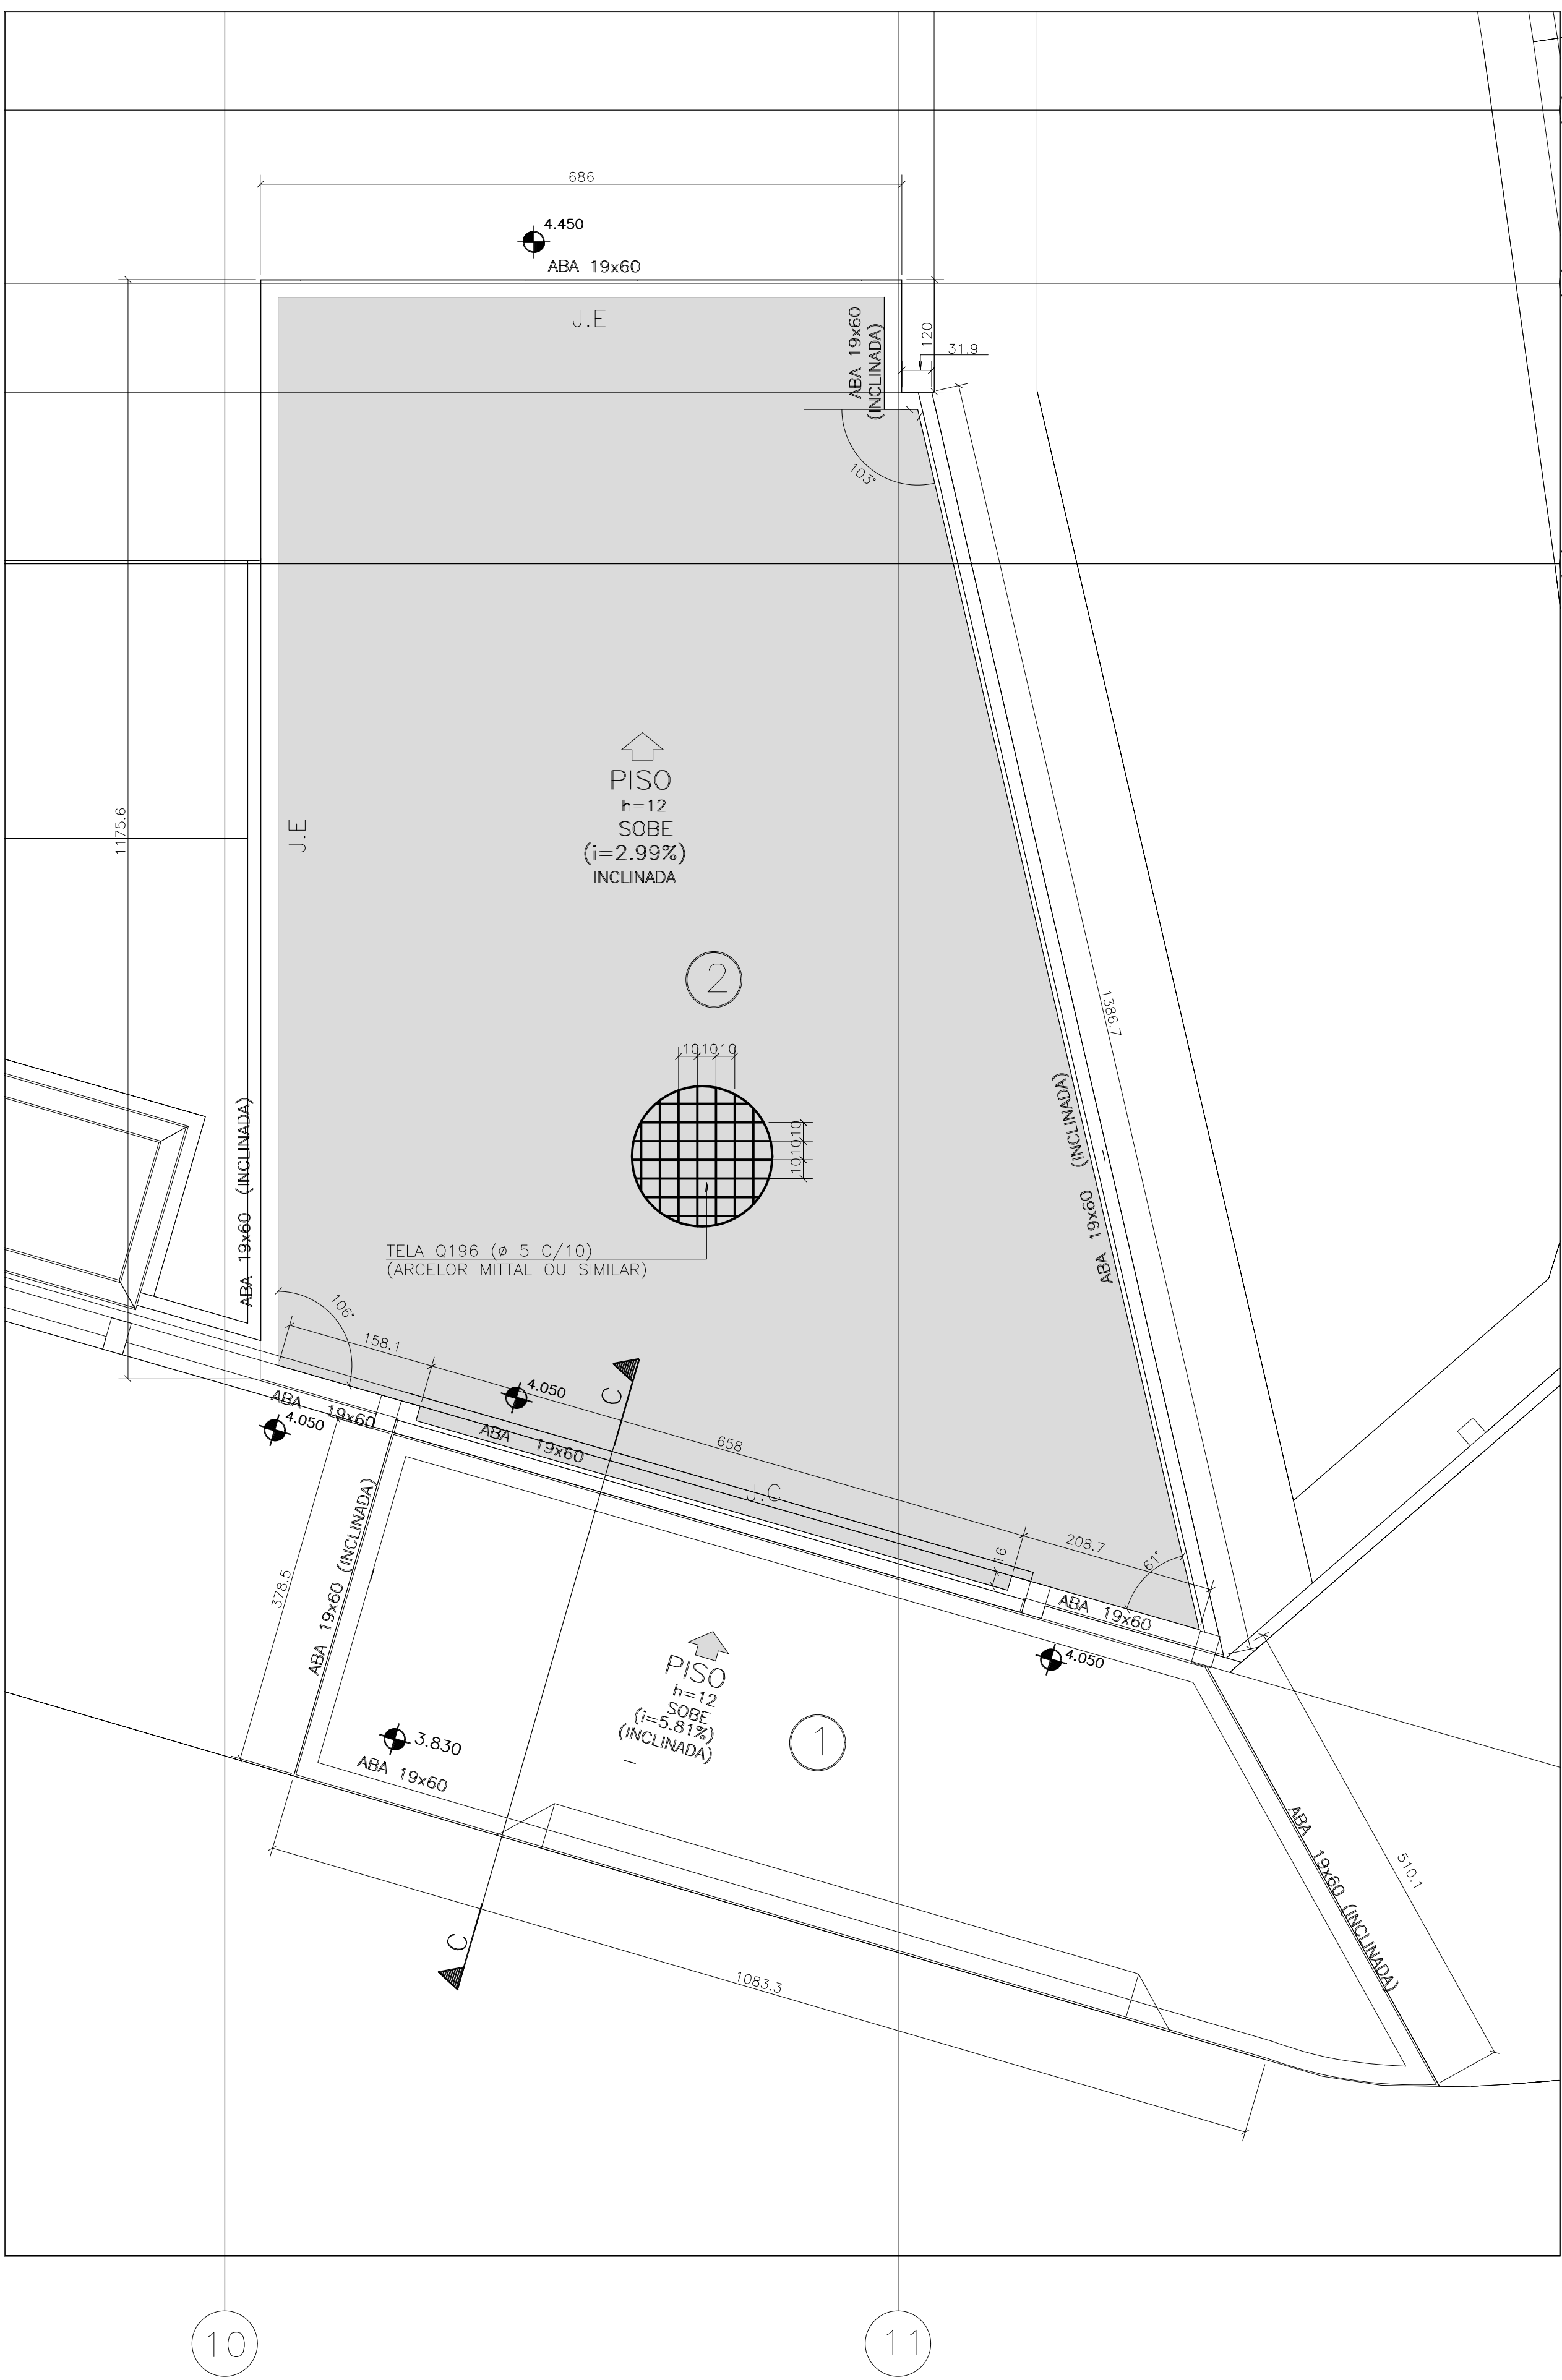 686
4.450
ABA 19x60
J.E
ABA 19x60
(INCLINADA)
120
31.9
103°
1175.6
J.E
PISO
h=12
SOBE
(i=2.99%)
INCLINADA
2
1386.7
10 10 10
10 10 10
TELA Q196 (ø 5 C/10)
(ARCELOR MITTAL OU SIMILAR)
ABA 19x60 (INCLINADA)
ABA 19x60 (INCLINADA)
106°
158.1
4.050
C
ABA 19x60
4.050
ABA 19x60
658
J.C
16
208.7
61°
ABA 19x60
4.050
378.5
ABA 19x60 (INCLINADA)
PISO
h=12
SOBE
(i=5.81%)
(INCLINADA)
1
3.830
ABA 19x60
ABA 19x60 (INCLINADA)
510.1
C
1083.3
10
11